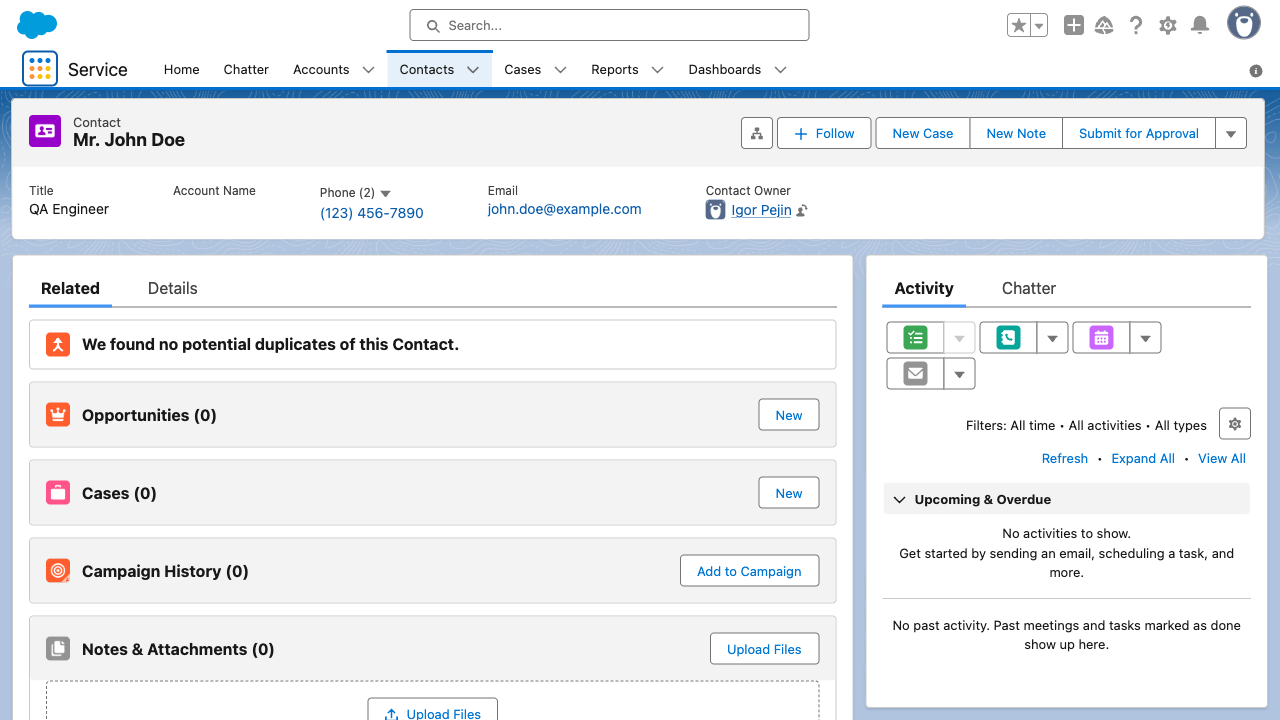 Search...
Service
Home
Chatter
Accounts
Contacts
Cases
Reports
Dashboards
Contact
Mr. John Doe
Follow
New Case
New Note
Submit for Approval
Title
QA Engineer
Account Name
Phone (2)
(123) 456-7890
Email
john.doe@example.com
Contact Owner
Igor Pejin
Related
Details
We found no potential duplicates of this Contact.
Opportunities (0)
New
Cases (0)
New
Campaign History (0)
Add to Campaign
Notes & Attachments (0)
Upload Files
Upload Files
Activity
Chatter
Filters: All time • All activities • All types
Refresh • Expand All • View All
Upcoming & Overdue
No activities to show.
Get started by sending an email, scheduling a task, and
more.
No past activity. Past meetings and tasks marked as done
show up here.